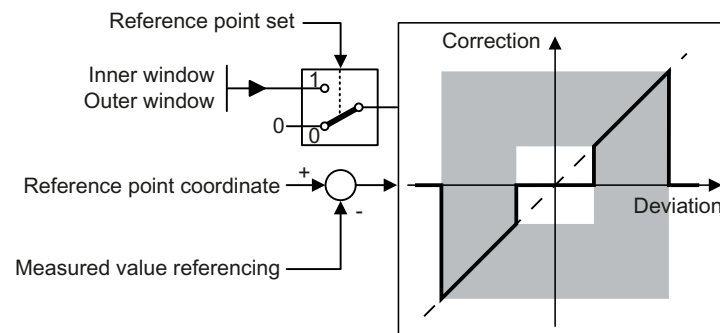 Reference point set
Correction
Inner window
Outer window
1
0
0
Reference point coordinate
+
-
Deviation
Measured value referencing